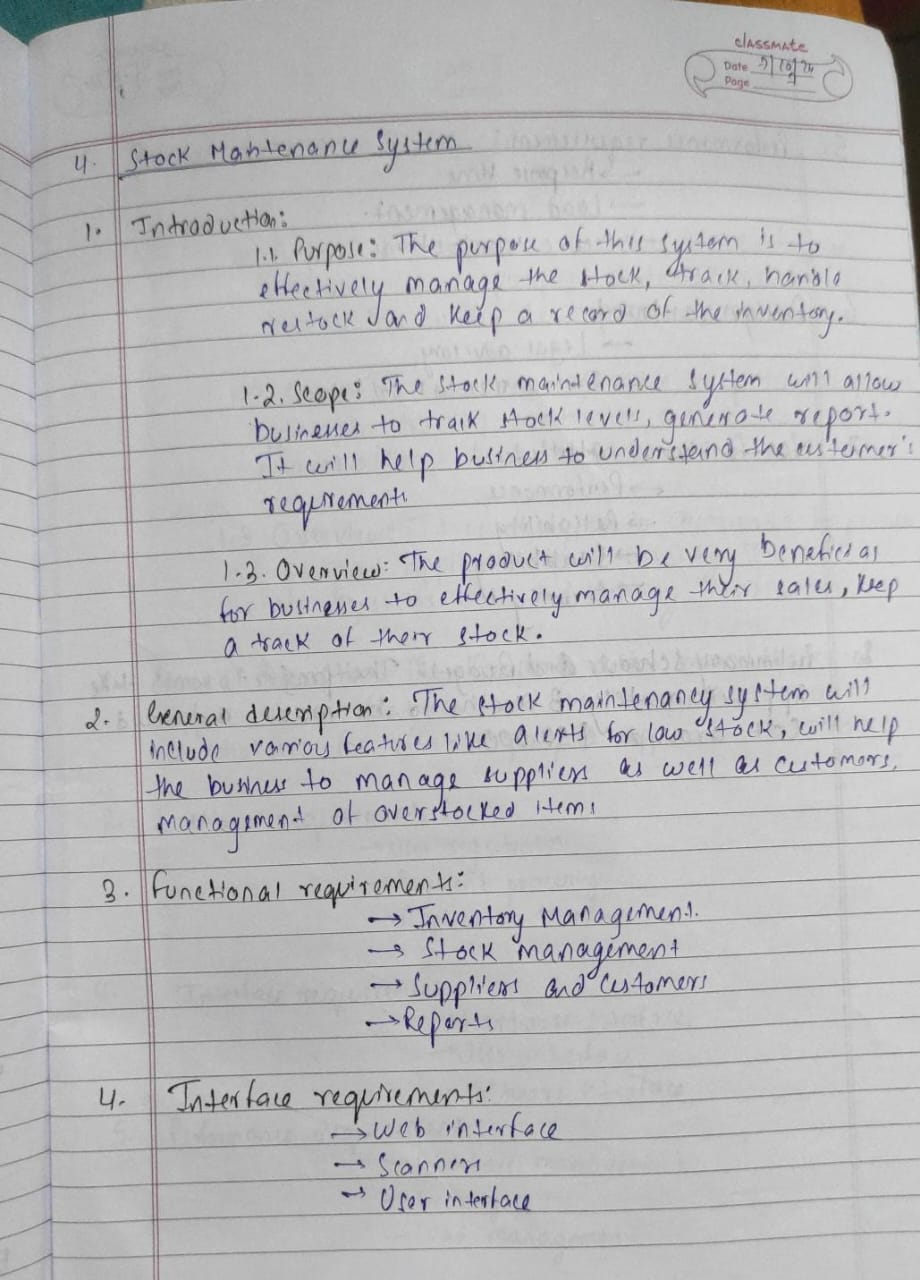 classmate
Date
Page
4. Stock Maintenance System
1. Introduction:
1.1. Purpose: The purpose of this system is to
effectively manage the stock, track, handle
restock and keep a record of the inventory.
1.2. Scope: The stock maintenance system will allow
businesses to track stock levels, generate report.
It will help business to understand the customer's
requirements
1.3. Overview: The product will be very beneficial
for businesses to effectively manage their sales, keep
a track of their stock.
2. General description: The stock maintenancy system will
include various features like alerts for low stock, will help
the business to manage suppliers as well as customers,
management of overstocked items
3. Functional requirements:
→ Inventory Management.
→ Stock management
→ Suppliers and customers
→ Reports
4. Interface requirements:
→ Web interface
→ Scanners
→ User interface